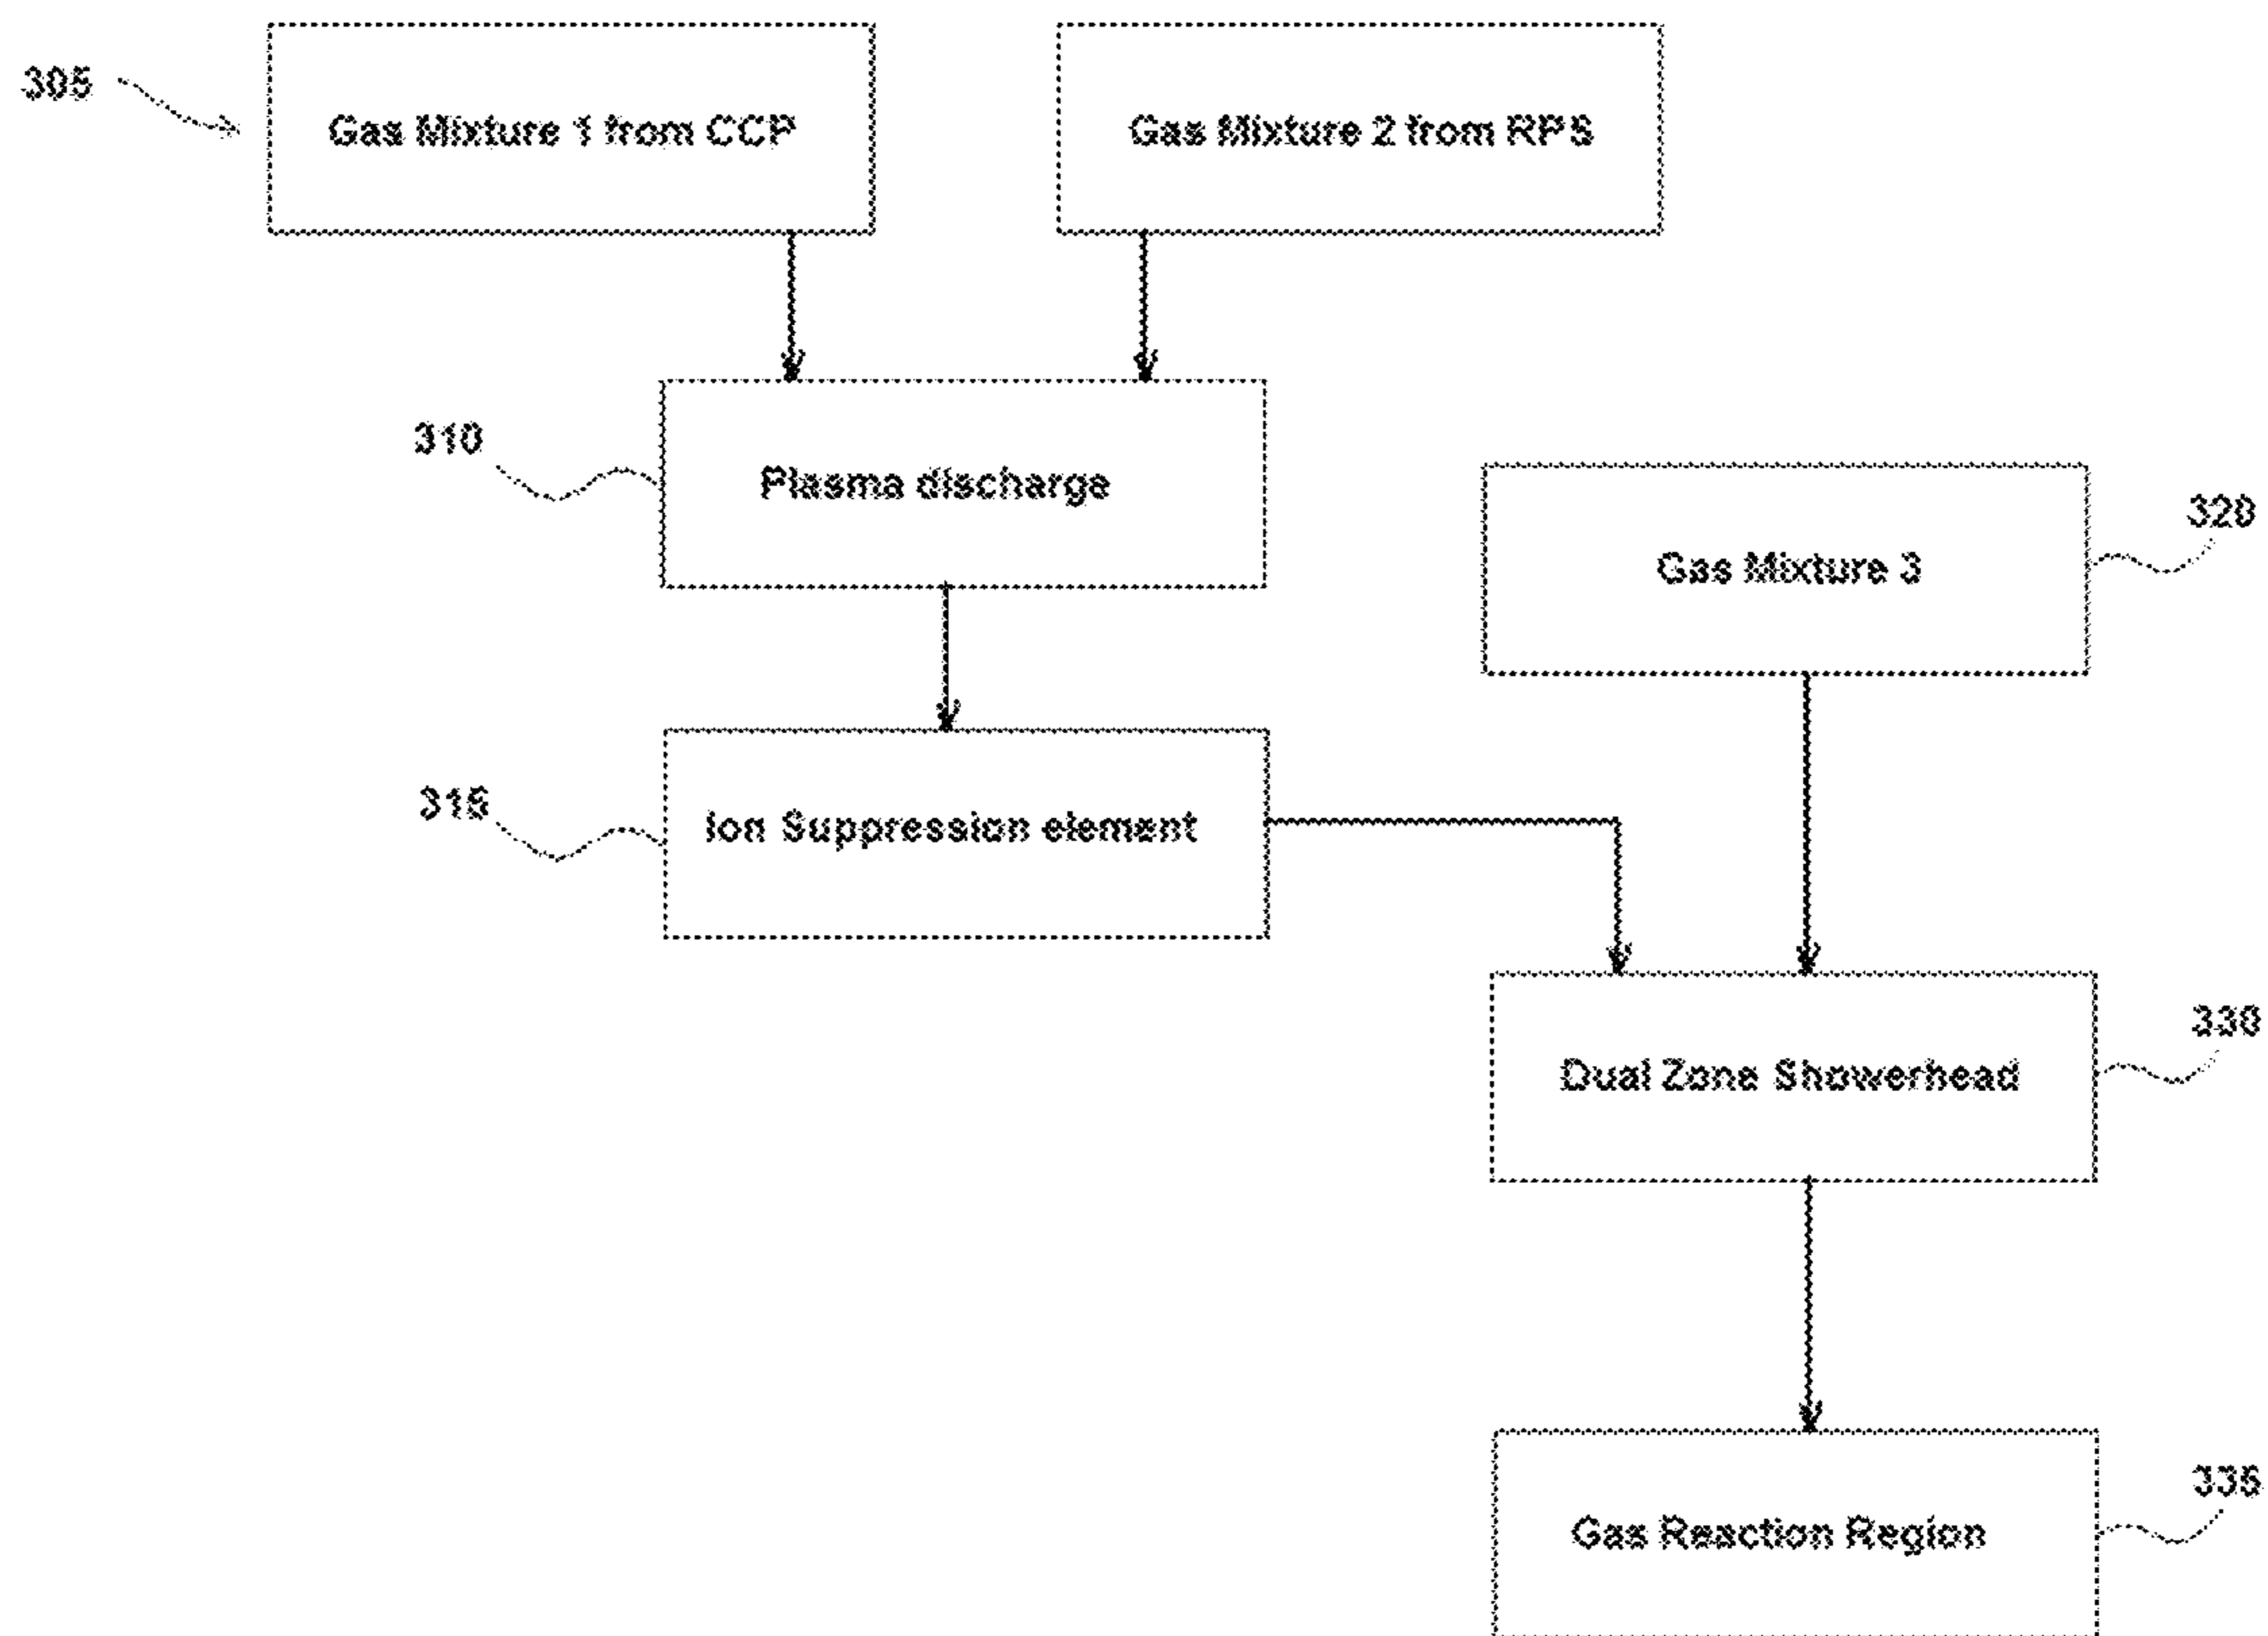 305
Gas Mixture 1 from CCP
Gas Mixture 2 from RPS
310
Plasma discharge
320
Gas Mixture 3
315
Ion Suppression element
330
Dual Zone Showerhead
335
Gas Reaction Region